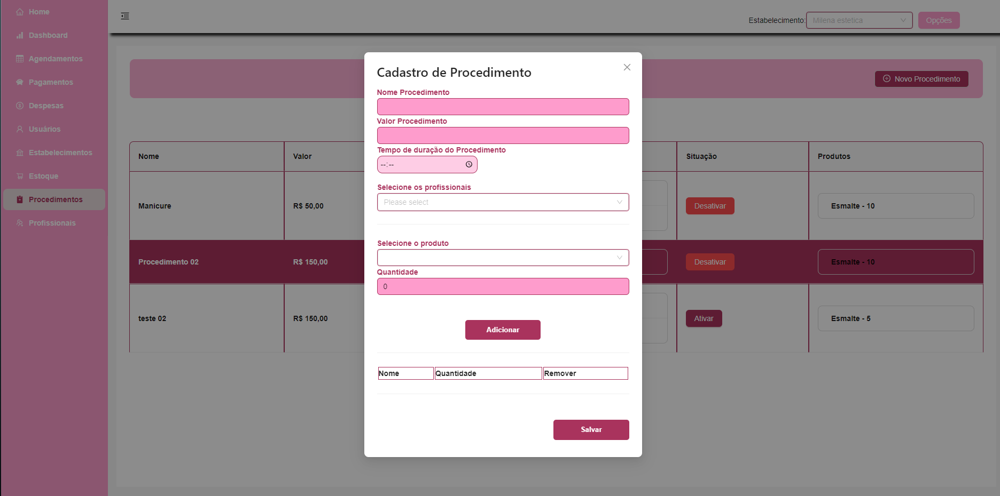 Home
Dashboard
Agendamentos
Pagamentos
Despesas
Usuários
Estabelecimentos
Estoque
Procedimentos
Profissionais
Estabelecimento: Milena estetica Opções
Novo Procedimento
Nome Valor Situação Produtos
Manicure R$ 50,00 Desativar Esmalte - 10
Procedimento 02 R$ 150,00 Desativar Esmalte - 10
teste 02 R$ 150,00 Ativar Esmalte - 5
Cadastro de Procedimento
Nome Procedimento
Valor Procedimento
Tempo de duração do Procedimento
--:--
Selecione os profissionais
Please select
Selecione o produto
Quantidade
0
Adicionar
Nome Quantidade Remover
Salvar